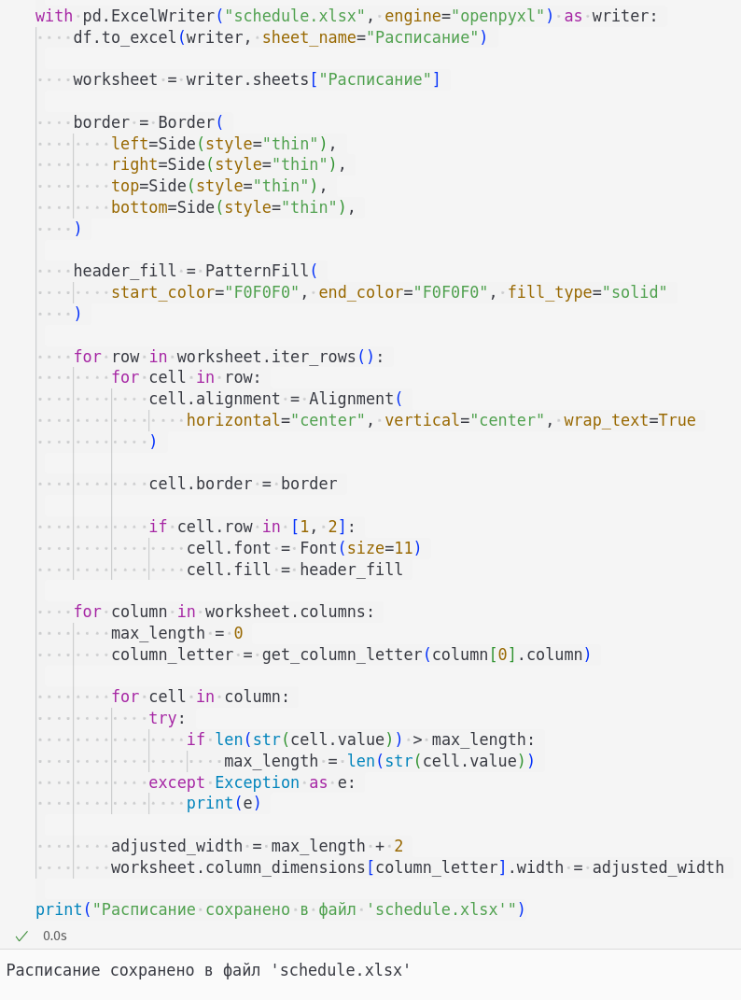 with pd.ExcelWriter("schedule.xlsx", engine="openpyxl") as writer:
    df.to_excel(writer, sheet_name="Расписание")

    worksheet = writer.sheets["Расписание"]

    border = Border(
        left=Side(style="thin"),
        right=Side(style="thin"),
        top=Side(style="thin"),
        bottom=Side(style="thin"),
    )

    header_fill = PatternFill(
        start_color="F0F0F0", end_color="F0F0F0", fill_type="solid"
    )

    for row in worksheet.iter_rows():
        for cell in row:
            cell.alignment = Alignment(
                horizontal="center", vertical="center", wrap_text=True
            )

            cell.border = border

            if cell.row in [1, 2]:
                cell.font = Font(size=11)
                cell.fill = header_fill

    for column in worksheet.columns:
        max_length = 0
        column_letter = get_column_letter(column[0].column)

        for cell in column:
            try:
                if len(str(cell.value)) > max_length:
                    max_length = len(str(cell.value))
            except Exception as e:
                print(e)

        adjusted_width = max_length + 2
        worksheet.column_dimensions[column_letter].width = adjusted_width

print("Расписание сохранено в файл 'schedule.xlsx'")
0.0s
Расписание сохранено в файл 'schedule.xlsx'